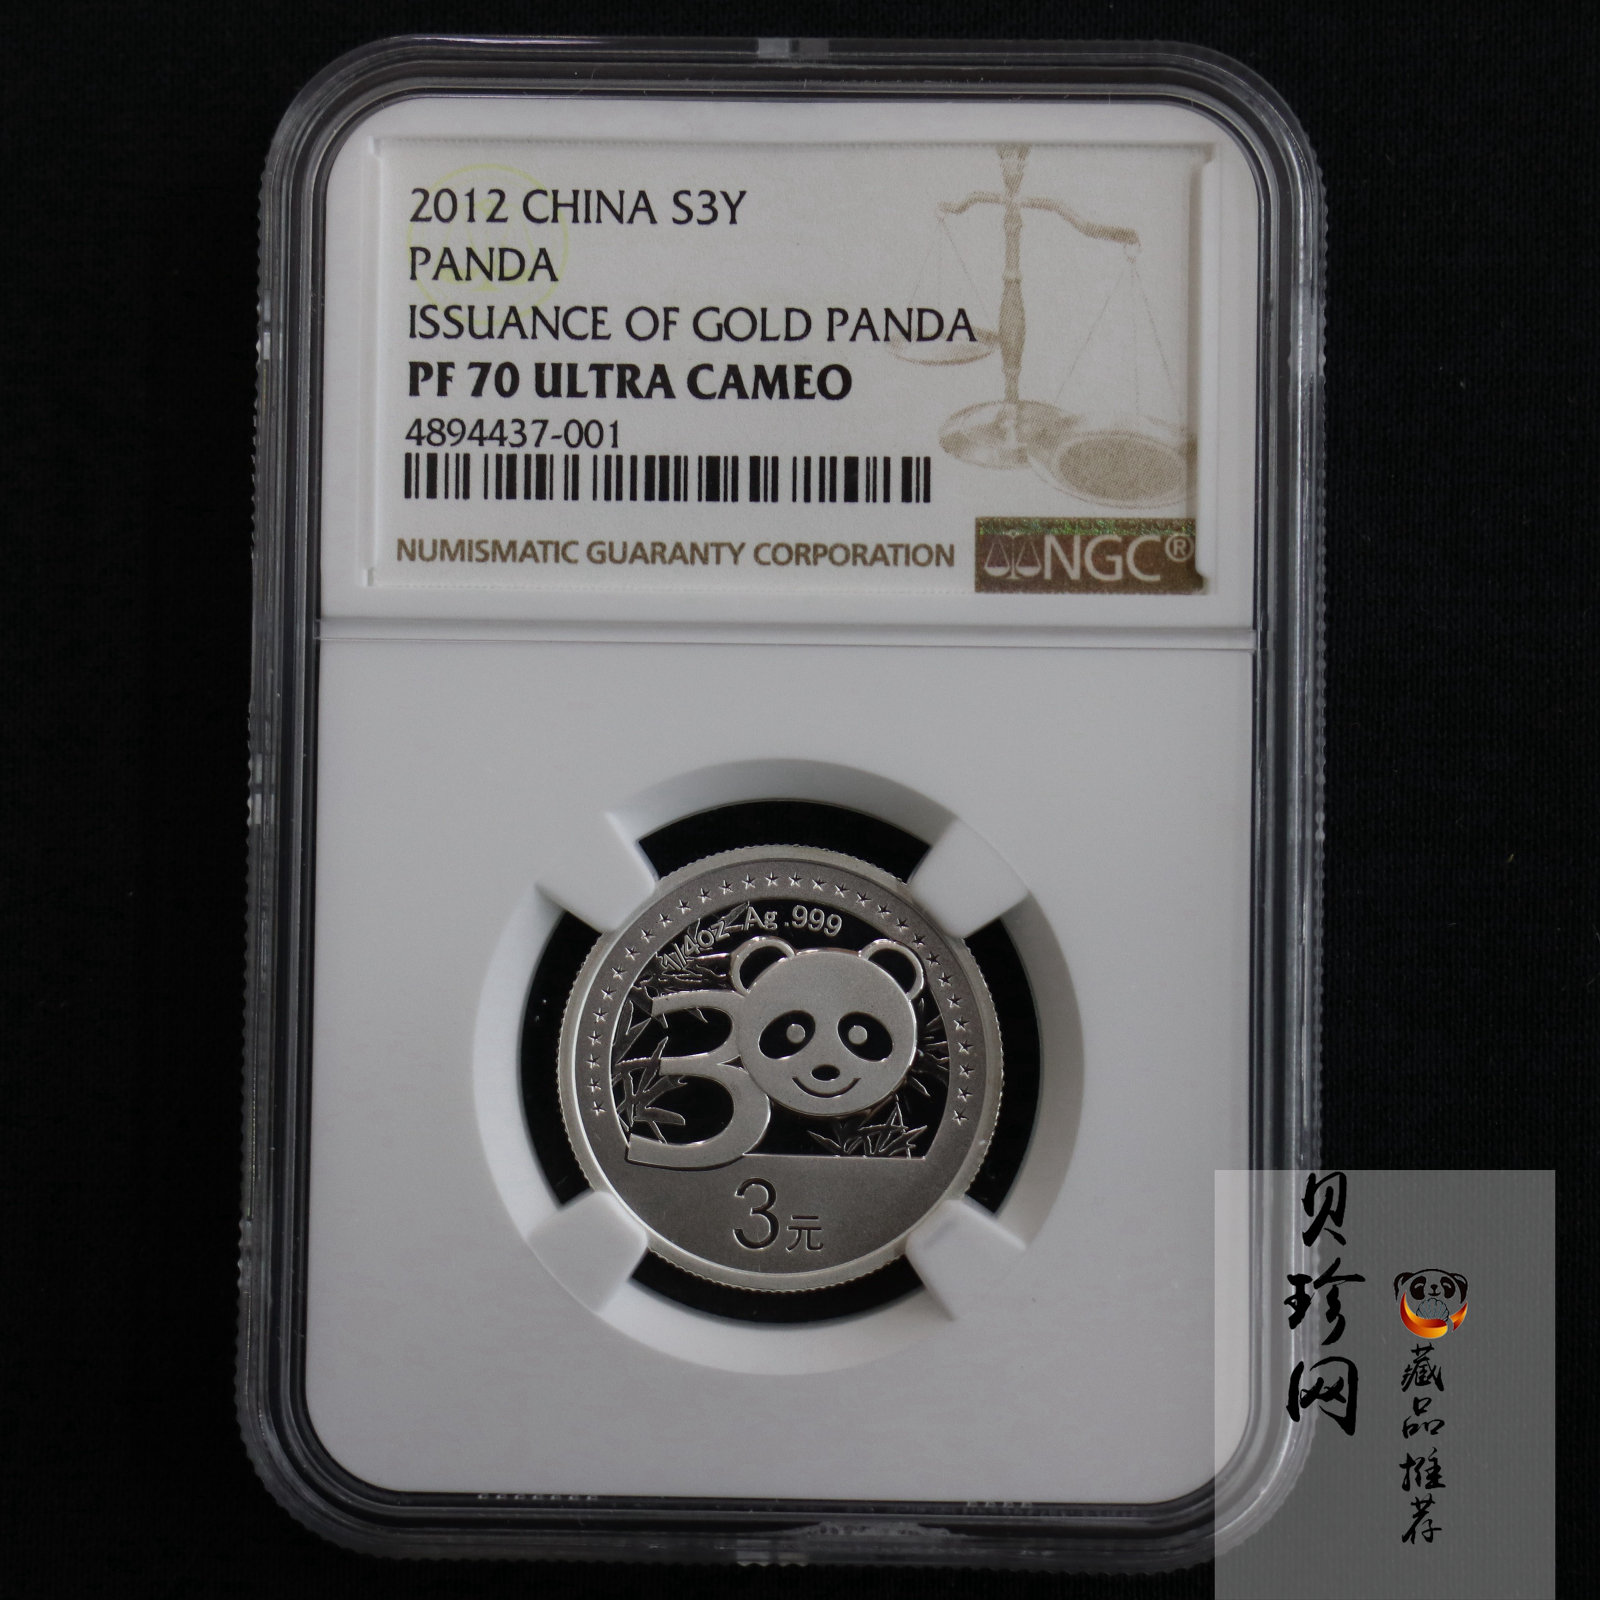 2012 CHINA S3Y
PANDA
ISSUANCE OF GOLD PANDA
PF 70 ULTRA CAMEO
4894437-001
NUMISMATIC GUARANTY CORPORATION
NGC®
1/4oz Ag .999
30
3元
贝珍网
藏品推荐